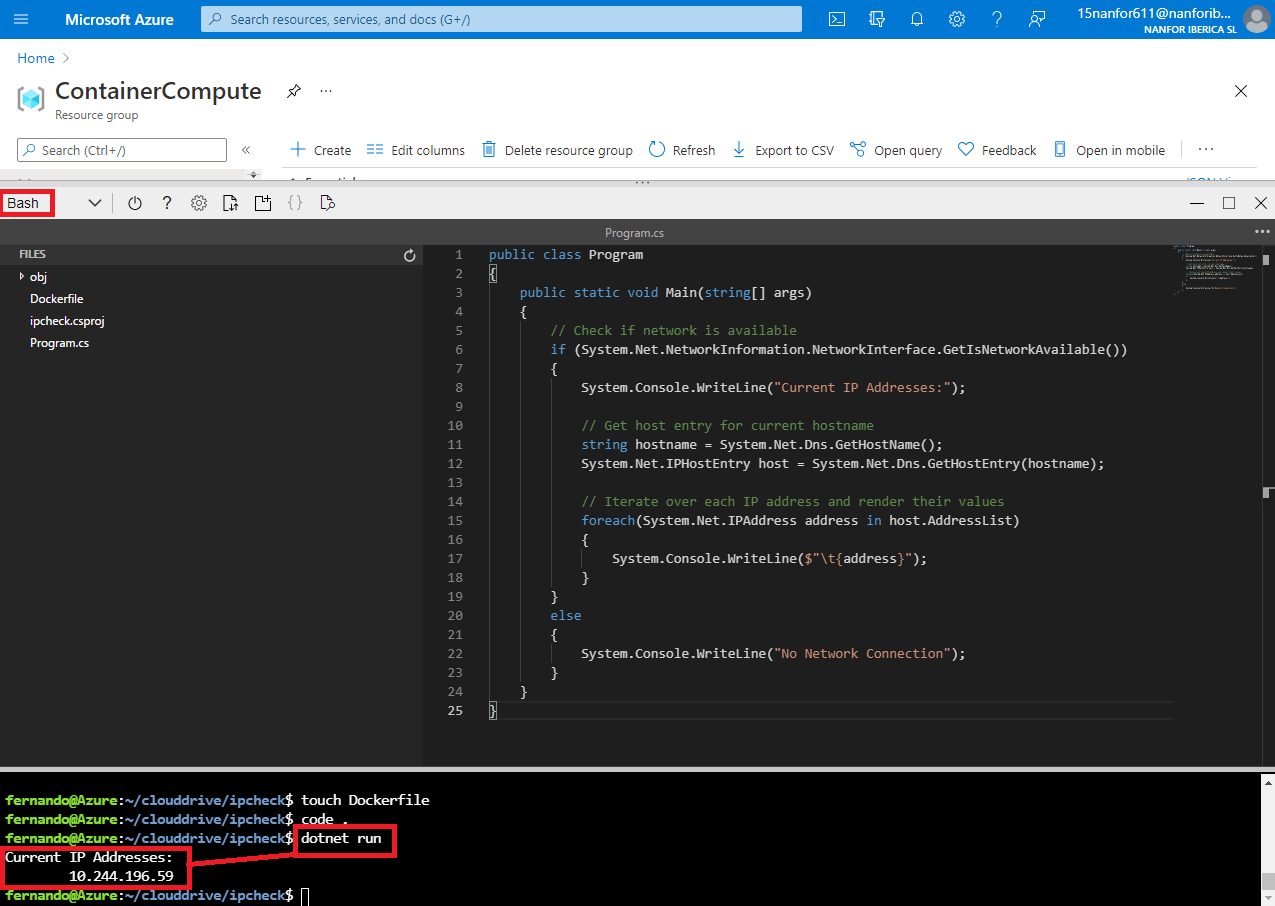 Microsoft Azure
Search resources, services, and docs (G+/)
15nanfor611@nanforib...
NANFOR IBERICA SL
Home
ContainerCompute
Resource group
Search (Ctrl+/)
Create
Edit columns
Delete resource group
Refresh
Export to CSV
Open query
Feedback
Open in mobile
Bash
Program.cs
FILES
obj
Dockerfile
ipcheck.csproj
Program.cs
1 public class Program
2 {
3 public static void Main(string[] args)
4 {
5 // Check if network is available
6 if (System.Net.NetworkInformation.NetworkInterface.GetIsNetworkAvailable())
7 {
8 System.Console.WriteLine("Current IP Addresses:");
9
10 // Get host entry for current hostname
11 string hostname = System.Net.Dns.GetHostName();
12 System.Net.IPHostEntry host = System.Net.Dns.GetHostEntry(hostname);
13
14 // Iterate over each IP address and render their values
15 foreach(System.Net.IPAddress address in host.AddressList)
16 {
17 System.Console.WriteLine($"\t{address}");
18 }
19 }
20 else
21 {
22 System.Console.WriteLine("No Network Connection");
23 }
24 }
25 }
fernando@Azure:~/clouddrive/ipcheck$ touch Dockerfile
fernando@Azure:~/clouddrive/ipcheck$ code .
fernando@Azure:~/clouddrive/ipcheck$ dotnet run
Current IP Addresses:
10.244.196.59
fernando@Azure:~/clouddrive/ipcheck$